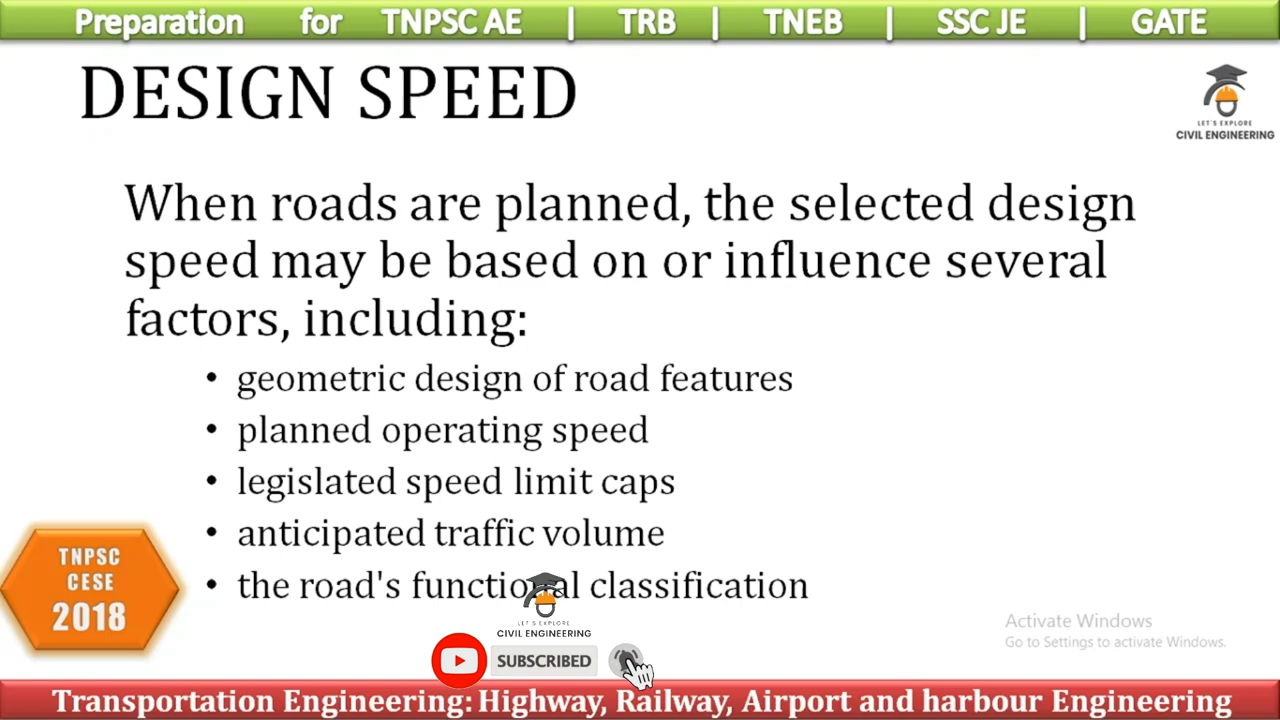 Preparation for TNPSC AE | TRB | TNEB | SSC JE | GATE
DESIGN SPEED
LET'S EXPLORE
CIVIL ENGINEERING
When roads are planned, the selected design
speed may be based on or influence several
factors, including:
• geometric design of road features
• planned operating speed
• legislated speed limit caps
• anticipated traffic volume
• the road's functional classification
TNPSC
CESE
2018
LET'S EXPLORE
CIVIL ENGINEERING
SUBSCRIBED
Activate Windows
Go to Settings to activate Windows.
Transportation Engineering: Highway, Railway, Airport and harbour Engineering